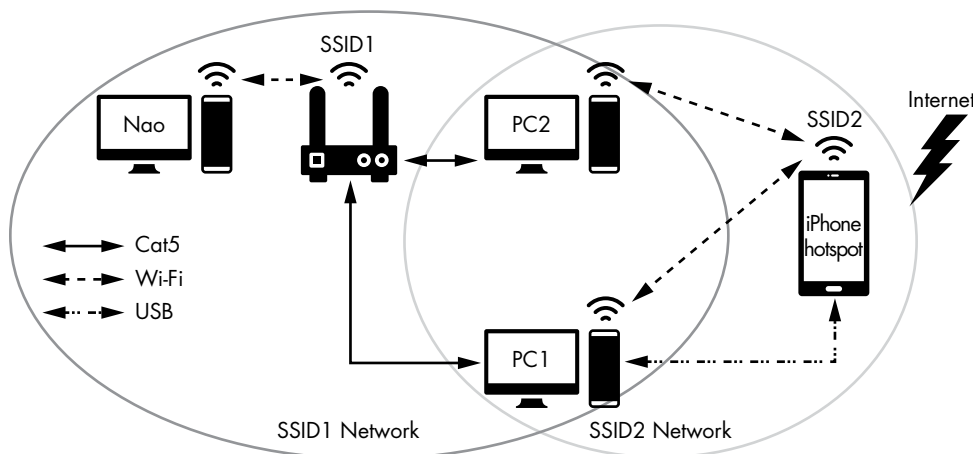 SSID1
Nao
PC2
SSID2
Internet
iPhone
hotspot
Cat5
Wi-Fi
USB
PC1
SSID1 Network
SSID2 Network